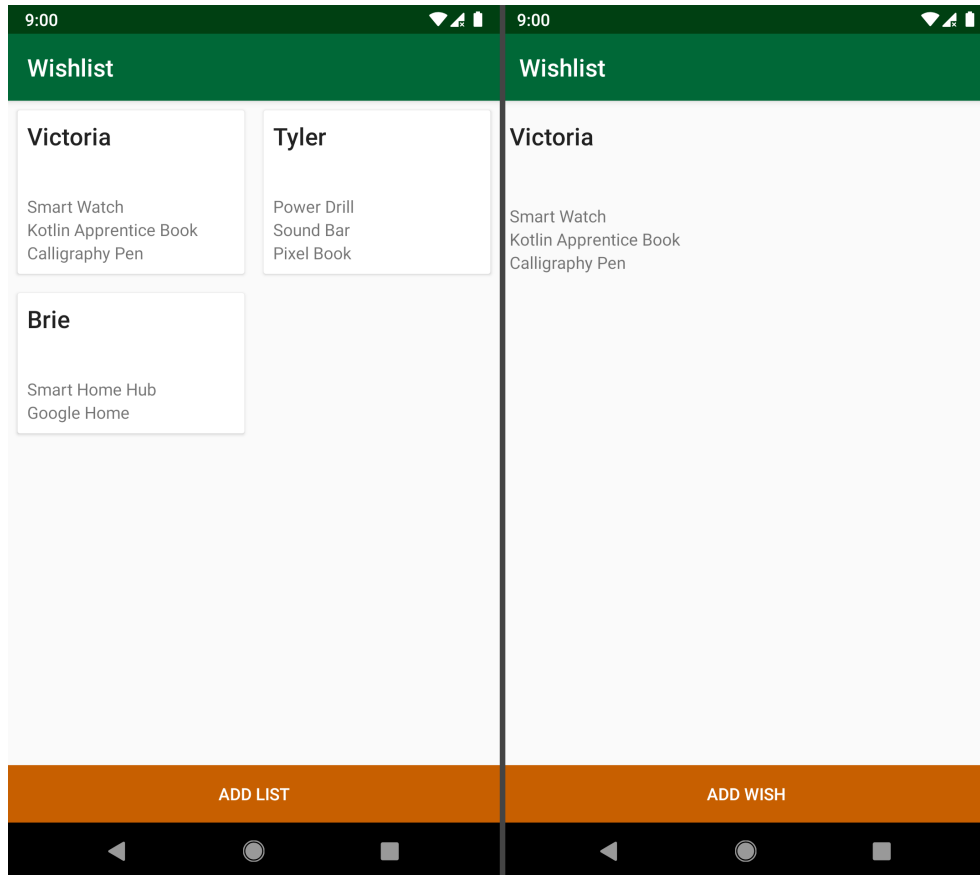 9:00
Wishlist
Victoria
Smart Watch
Kotlin Apprentice Book
Calligraphy Pen
Tyler
Power Drill
Sound Bar
Pixel Book
Brie
Smart Home Hub
Google Home
ADD LIST
9:00
Wishlist
Victoria
Smart Watch
Kotlin Apprentice Book
Calligraphy Pen
ADD WISH